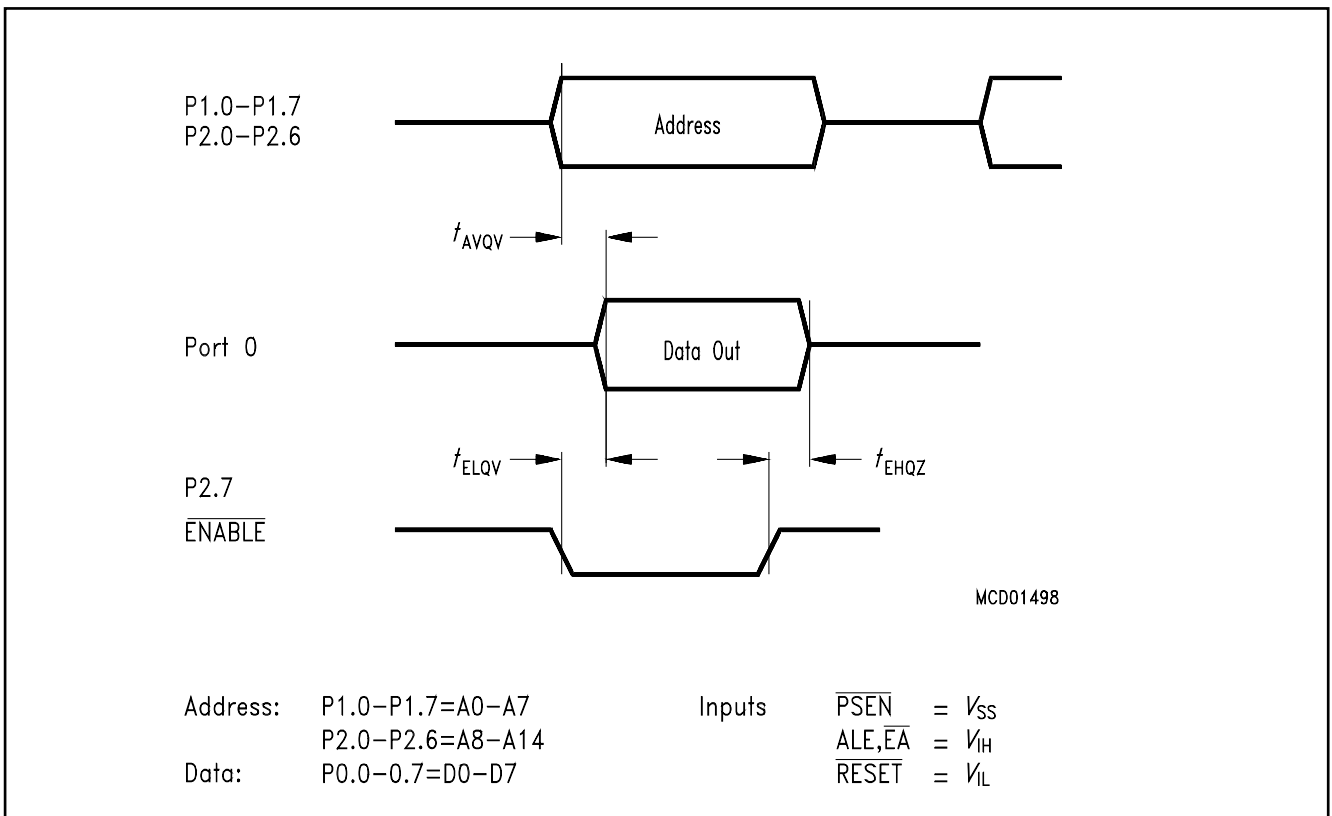 P1.0–P1.7
P2.0–P2.6
Address
tAVQV
Port 0
Data Out
tELQV
tEHQZ
P2.7
ENABLE
MCD01498
Address: P1.0–P1.7=A0–A7 Inputs PSEN = VSS
P2.0–P2.6=A8–A14 ALE,EA = VIH
Data: P0.0–0.7=D0–D7 RESET = VIL